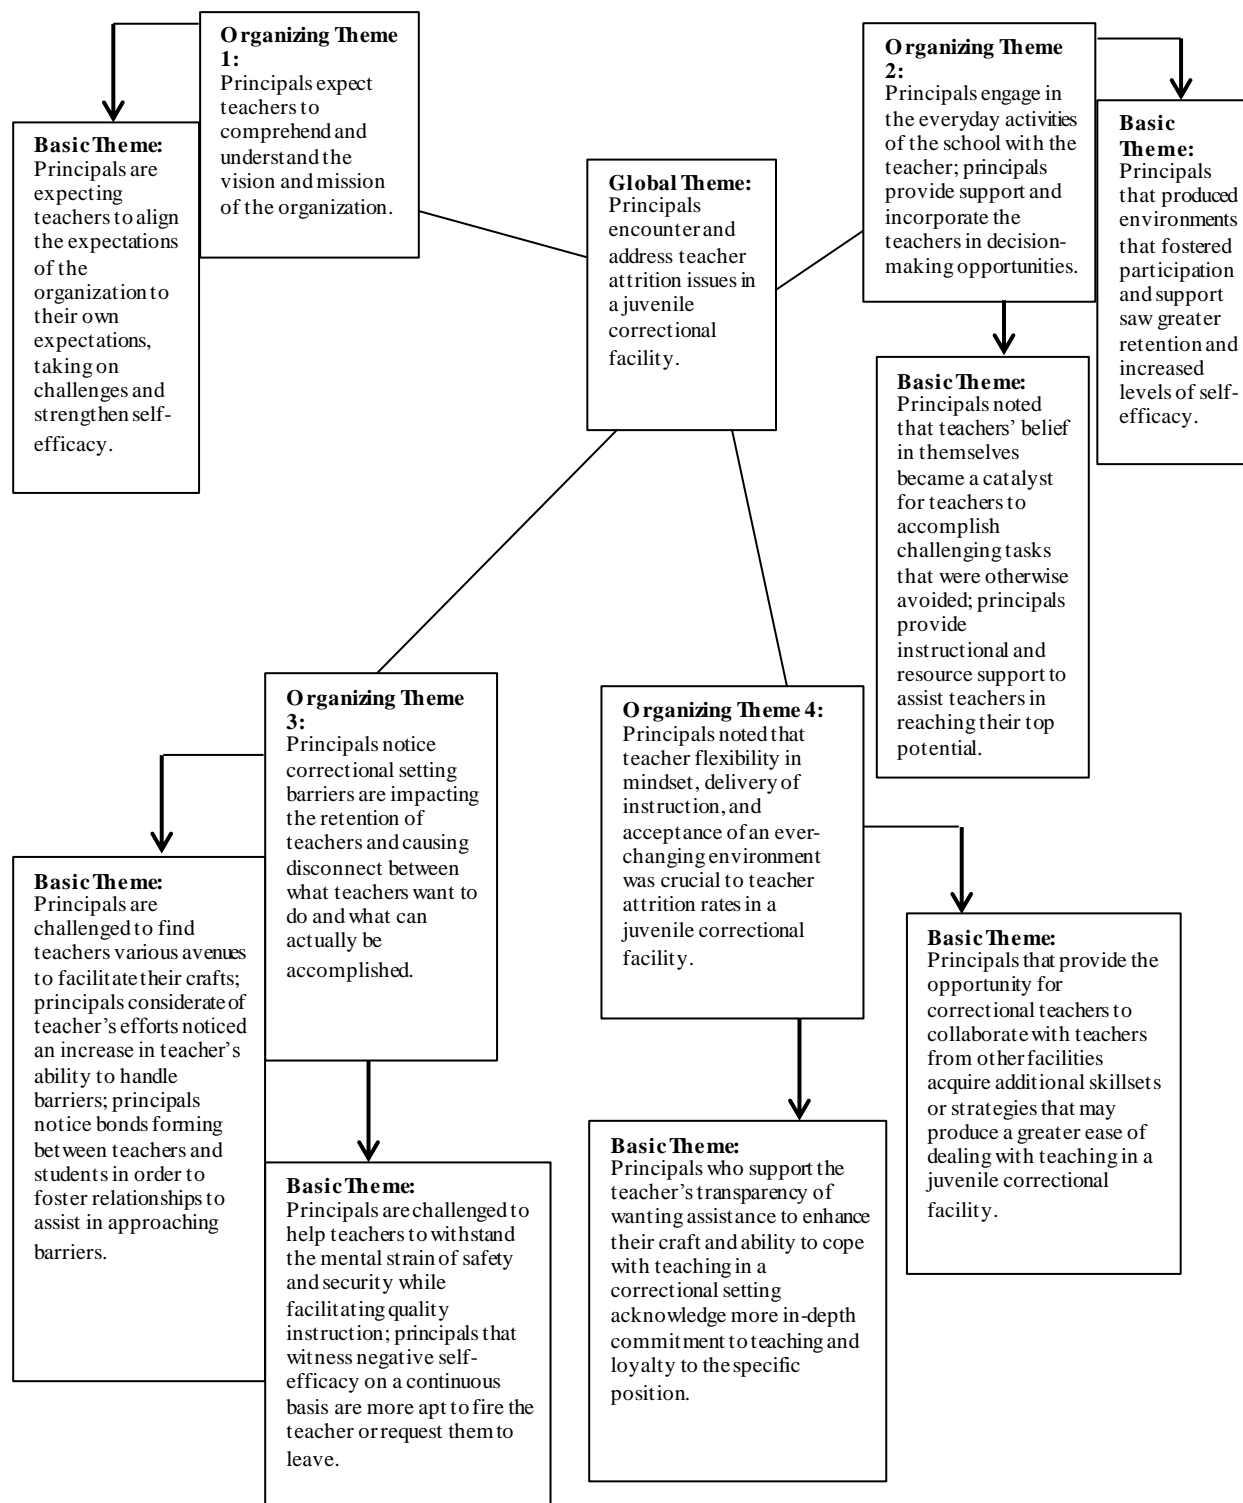 Organizing Theme
1:
Principals expect
teachers to
comprehend and
understand the
vision and mission
of the organization.
Basic Theme:
Principals are
expecting
teachers to align
the expectations
of the
organization to
their own
expectations,
taking on
challenges and
strengthen self-
efficacy.
Global Theme:
Principals
encounter and
address teacher
attrition issues in
a juvenile
correctional
facility.
Organizing Theme
2:
Principals engage in
the everyday activities
of the school with the
teacher; principals
provide support and
incorporate the
teachers in decision-
making opportunities.
Basic
Theme:
Principals
that produced
environments
that fostered
participation
and support
saw greater
retention and
increased
levels of self-
efficacy.
Basic Theme:
Principals noted
that teachers’ belief
in themselves
became a catalyst
for teachers to
accomplish
challenging tasks
that were otherwise
avoided; principals
provide
instructional and
resource support to
assist teachers in
reaching their top
potential.
Organizing Theme
3:
Principals notice
correctional setting
barriers are impacting
the retention of
teachers and causing
disconnect between
what teachers want to
do and what can
actually be
accomplished.
Basic Theme:
Principals are
challenged to find
teachers various avenues
to facilitate their crafts;
principals considerate of
teacher’s efforts noticed
an increase in teacher’s
ability to handle
barriers; principals
notice bonds forming
between teachers and
students in order to
foster relationships to
assist in approaching
barriers.
Basic Theme:
Principals are challenged to
help teachers to withstand
the mental strain of safety
and security while
facilitating quality
instruction; principals that
witness negative self-
efficacy on a continuous
basis are more apt to fire the
teacher or request them to
leave.
Organizing Theme 4:
Principals noted that
teacher flexibility in
mindset, delivery of
instruction, and
acceptance of an ever-
changing environment
was crucial to teacher
attrition rates in a
juvenile correctional
facility.
Basic Theme:
Principals who support the
teacher’s transparency of
wanting assistance to enhance
their craft and ability to cope
with teaching in a
correctional setting
acknowledge more in-depth
commitment to teaching and
loyalty to the specific
position.
Basic Theme:
Principals that provide the
opportunity for
correctional teachers to
collaborate with teachers
from other facilities
acquire additional skillsets
or strategies that may
produce a greater ease of
dealing with teaching in a
juvenile correctional
facility.